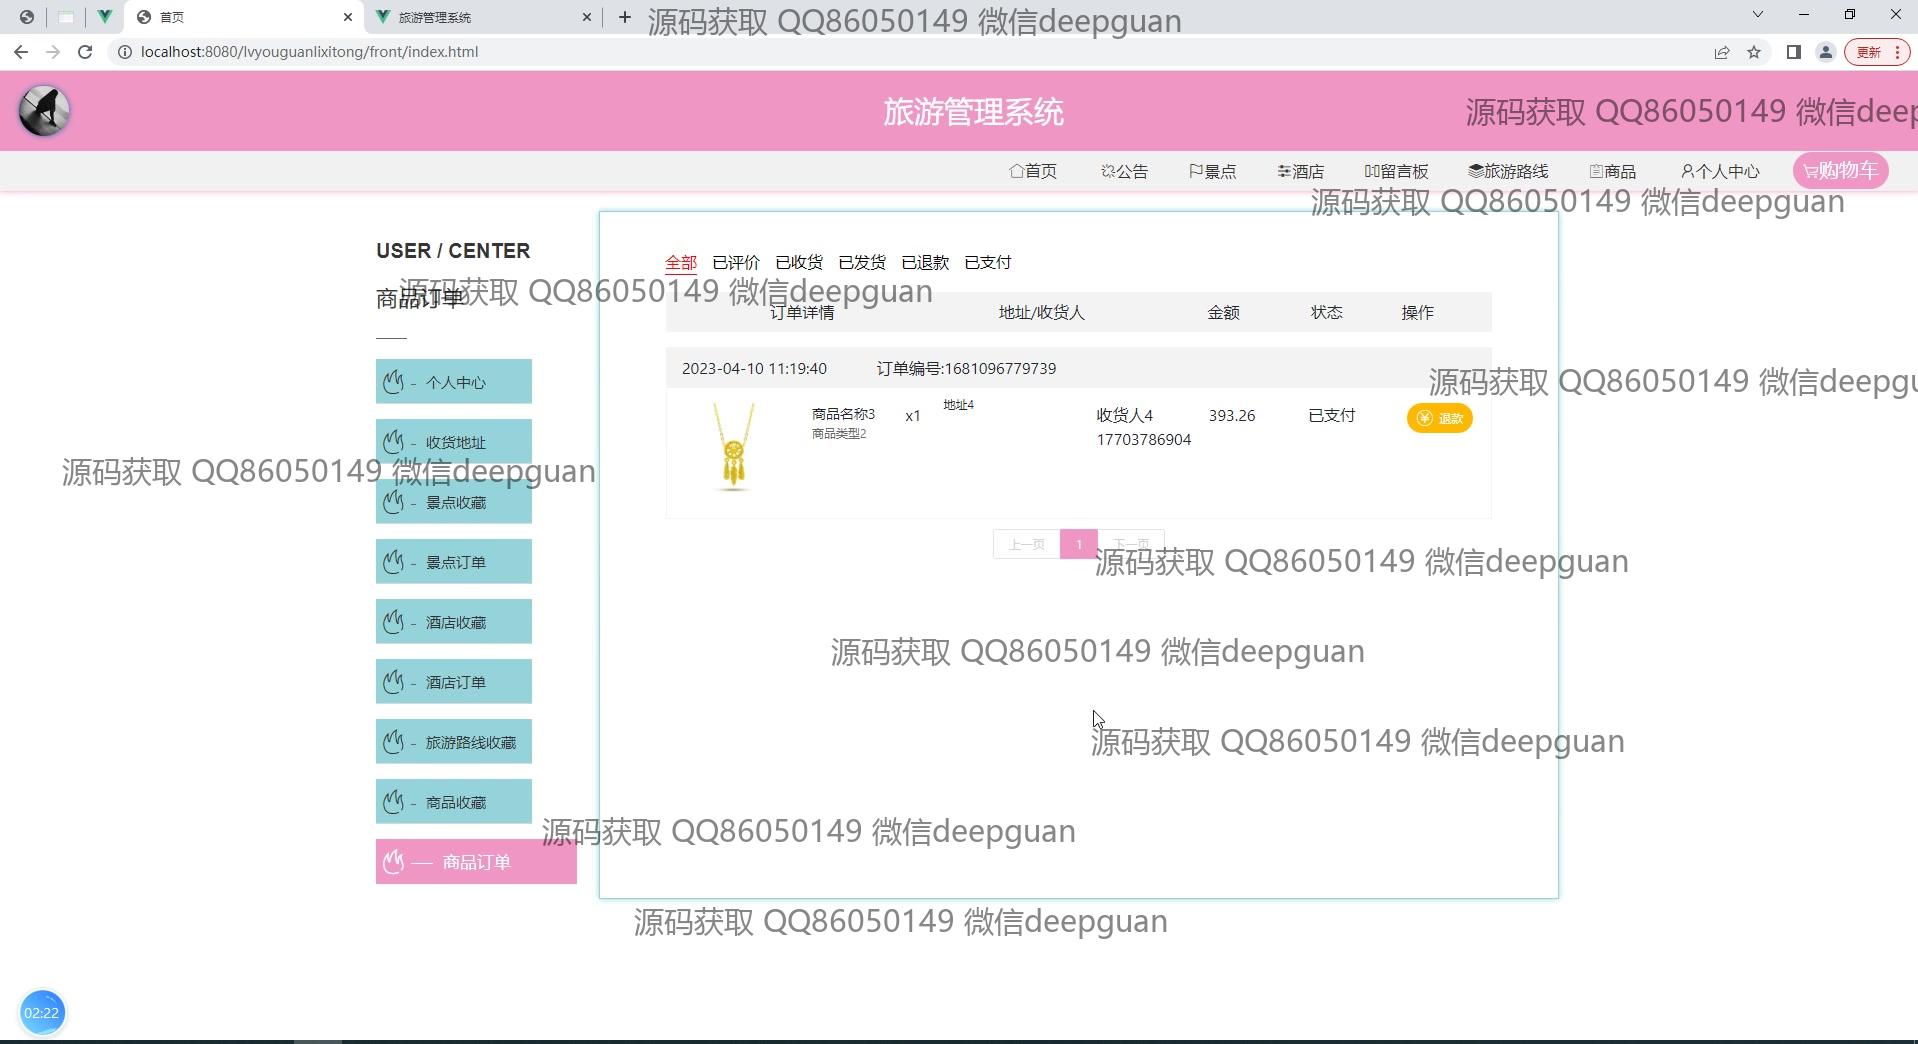 首页
旅游管理系统
源码获取 QQ86050149 微信deepguan
localhost:8080/lvyouguanlixitong/front/index.html
更新
旅游管理系统
源码获取 QQ86050149 微信deep
首页
公告
景点
酒店
留言板
旅游路线
商品
个人中心
购物车
源码获取 QQ86050149 微信deepguan
USER / CENTER
商品订单
全部 已评价 已收货 已发货 已退款 已支付
源码获取 QQ86050149 微信deepguan
订单详情 地址/收货人 金额 状态 操作
2023-04-10 11:19:40 订单编号:1681096779739
源码获取 QQ86050149 微信deepgu
商品名称3 x1 地址4 收货人4 393.26 已支付 退款
商品类型2 17703786904
上一页 1 下一页
源码获取 QQ86050149 微信deepguan
- 个人中心
- 收货地址
源码获取 QQ86050149 微信deepguan
- 景点收藏
- 景点订单
- 酒店收藏
- 酒店订单
- 旅游路线收藏
- 商品收藏
商品订单
源码获取 QQ86050149 微信deepguan
源码获取 QQ86050149 微信deepguan
源码获取 QQ86050149 微信deepguan
源码获取 QQ86050149 微信deepguan
02:22